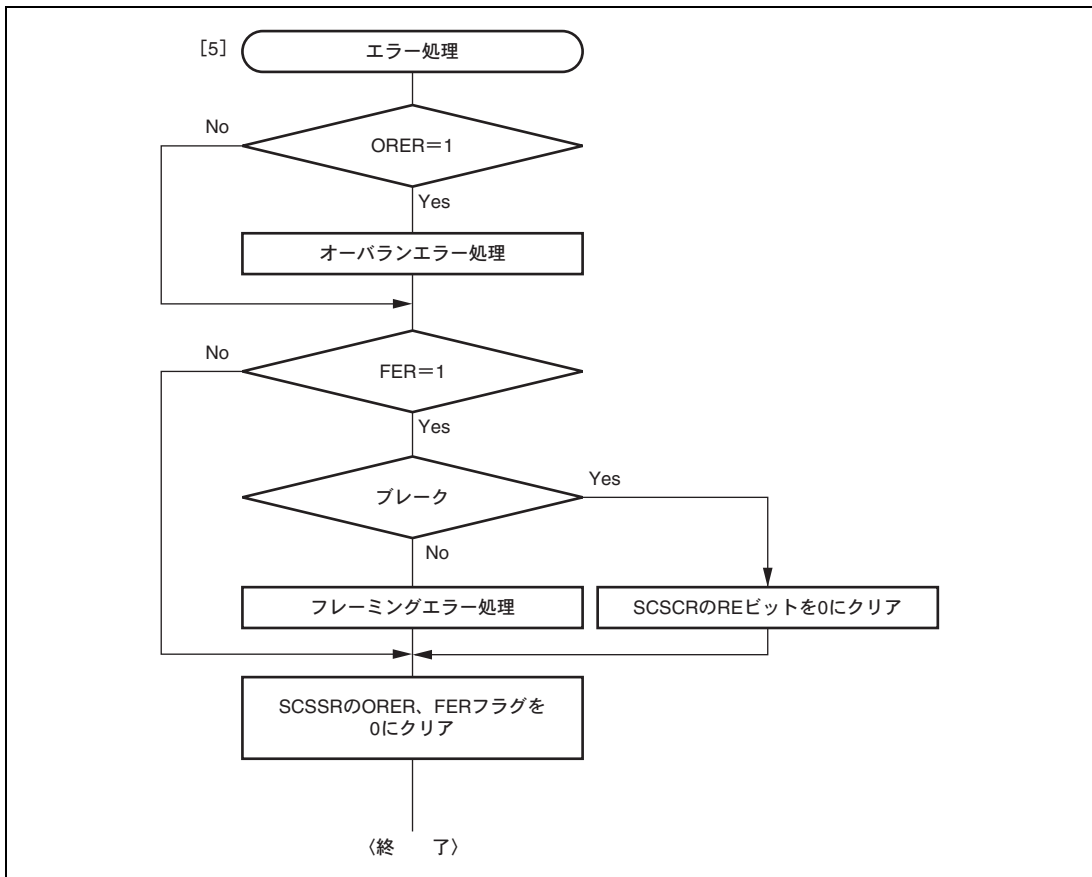 [5]
エラー処理
No
ORER=1
Yes
オーバランエラー処理
No
FER=1
Yes
ブレーク
Yes
No
フレーミングエラー処理
SCSCRのREビットを0にクリア
SCSSRのORER、FERフラグを
0にクリア
〈終　　了〉